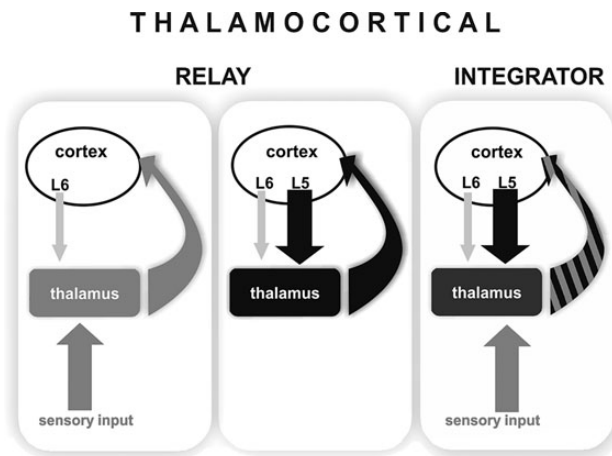 THALAMOCORTICAL
RELAY
INTEGRATOR
cortex
L6
thalamus
sensory input
cortex
L6 L5
thalamus
cortex
L6 L5
thalamus
sensory input